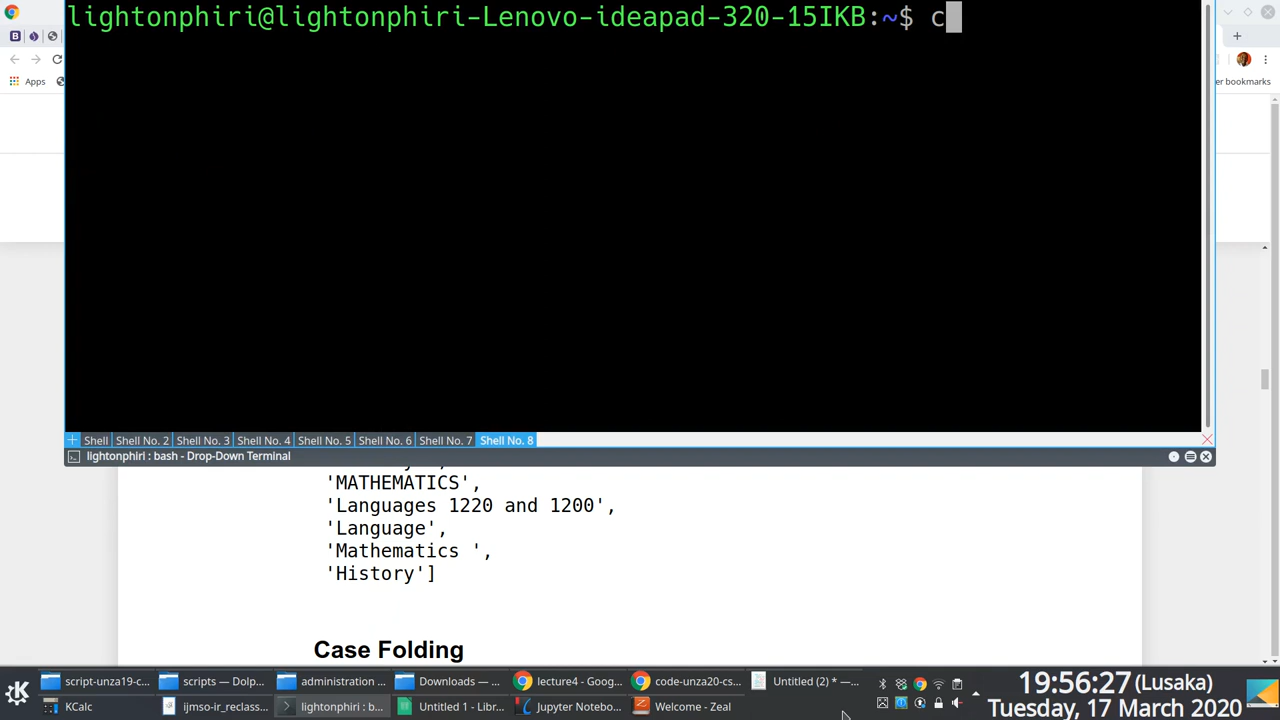 lightonphiri@lightonphiri-Lenovo-ideapad-320-15IKB:~$ c
Apps
er bookmarks
Shell
Shell No. 2
Shell No. 3
Shell No. 4
Shell No. 5
Shell No. 6
Shell No. 7
Shell No. 8
lightonphiri : bash - Drop-Down Terminal
'MATHEMATICS',
'Languages 1220 and 1200',
'Language',
'Mathematics ',
'History']
Case Folding
script-unza19-c...
scripts — Dolp...
administration ...
Downloads — ...
lecture4 - Goog...
code-unza20-cs...
Untitled (2) * —...
KCalc
ijmso-ir_reclass...
lightonphiri : b...
Untitled 1 - Libr...
Jupyter Notebo...
Welcome - Zeal
19:56:27 (Lusaka)
Tuesday, 17 March 2020